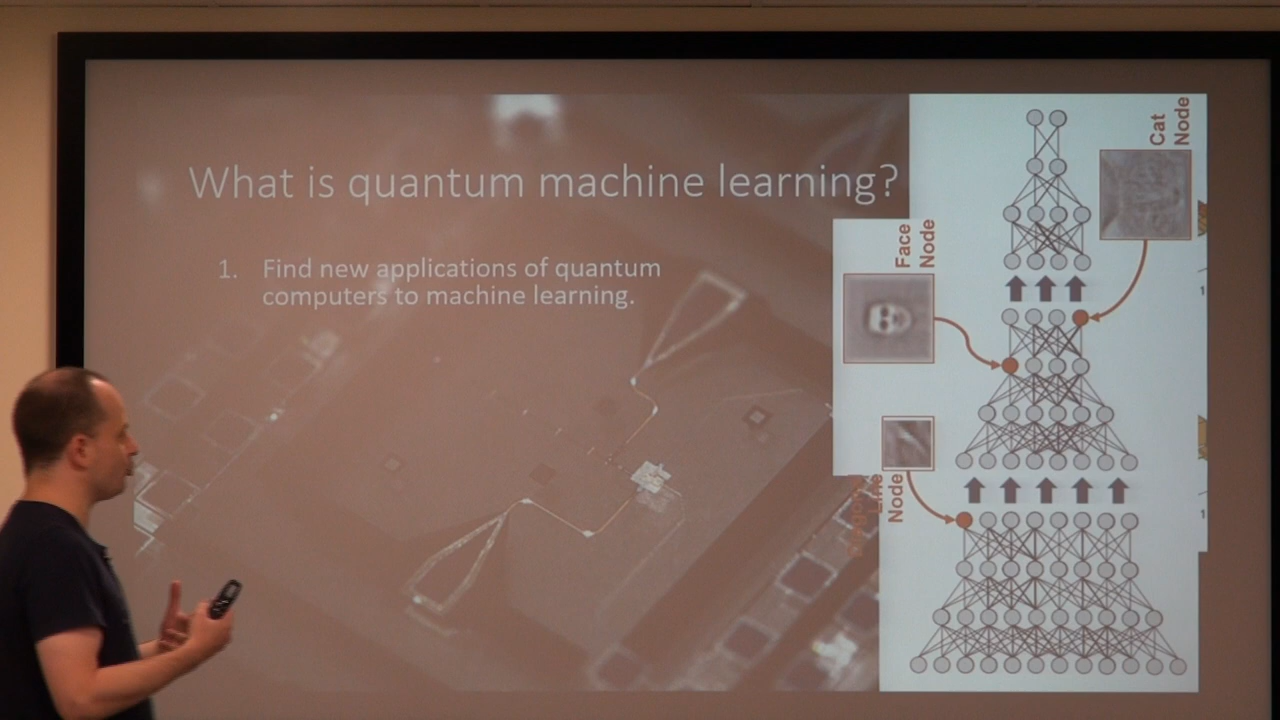 What is quantum machine learning?
1. Find new applications of quantum
computers to machine learning.
Cat
Node
Face
Node
Line
Node